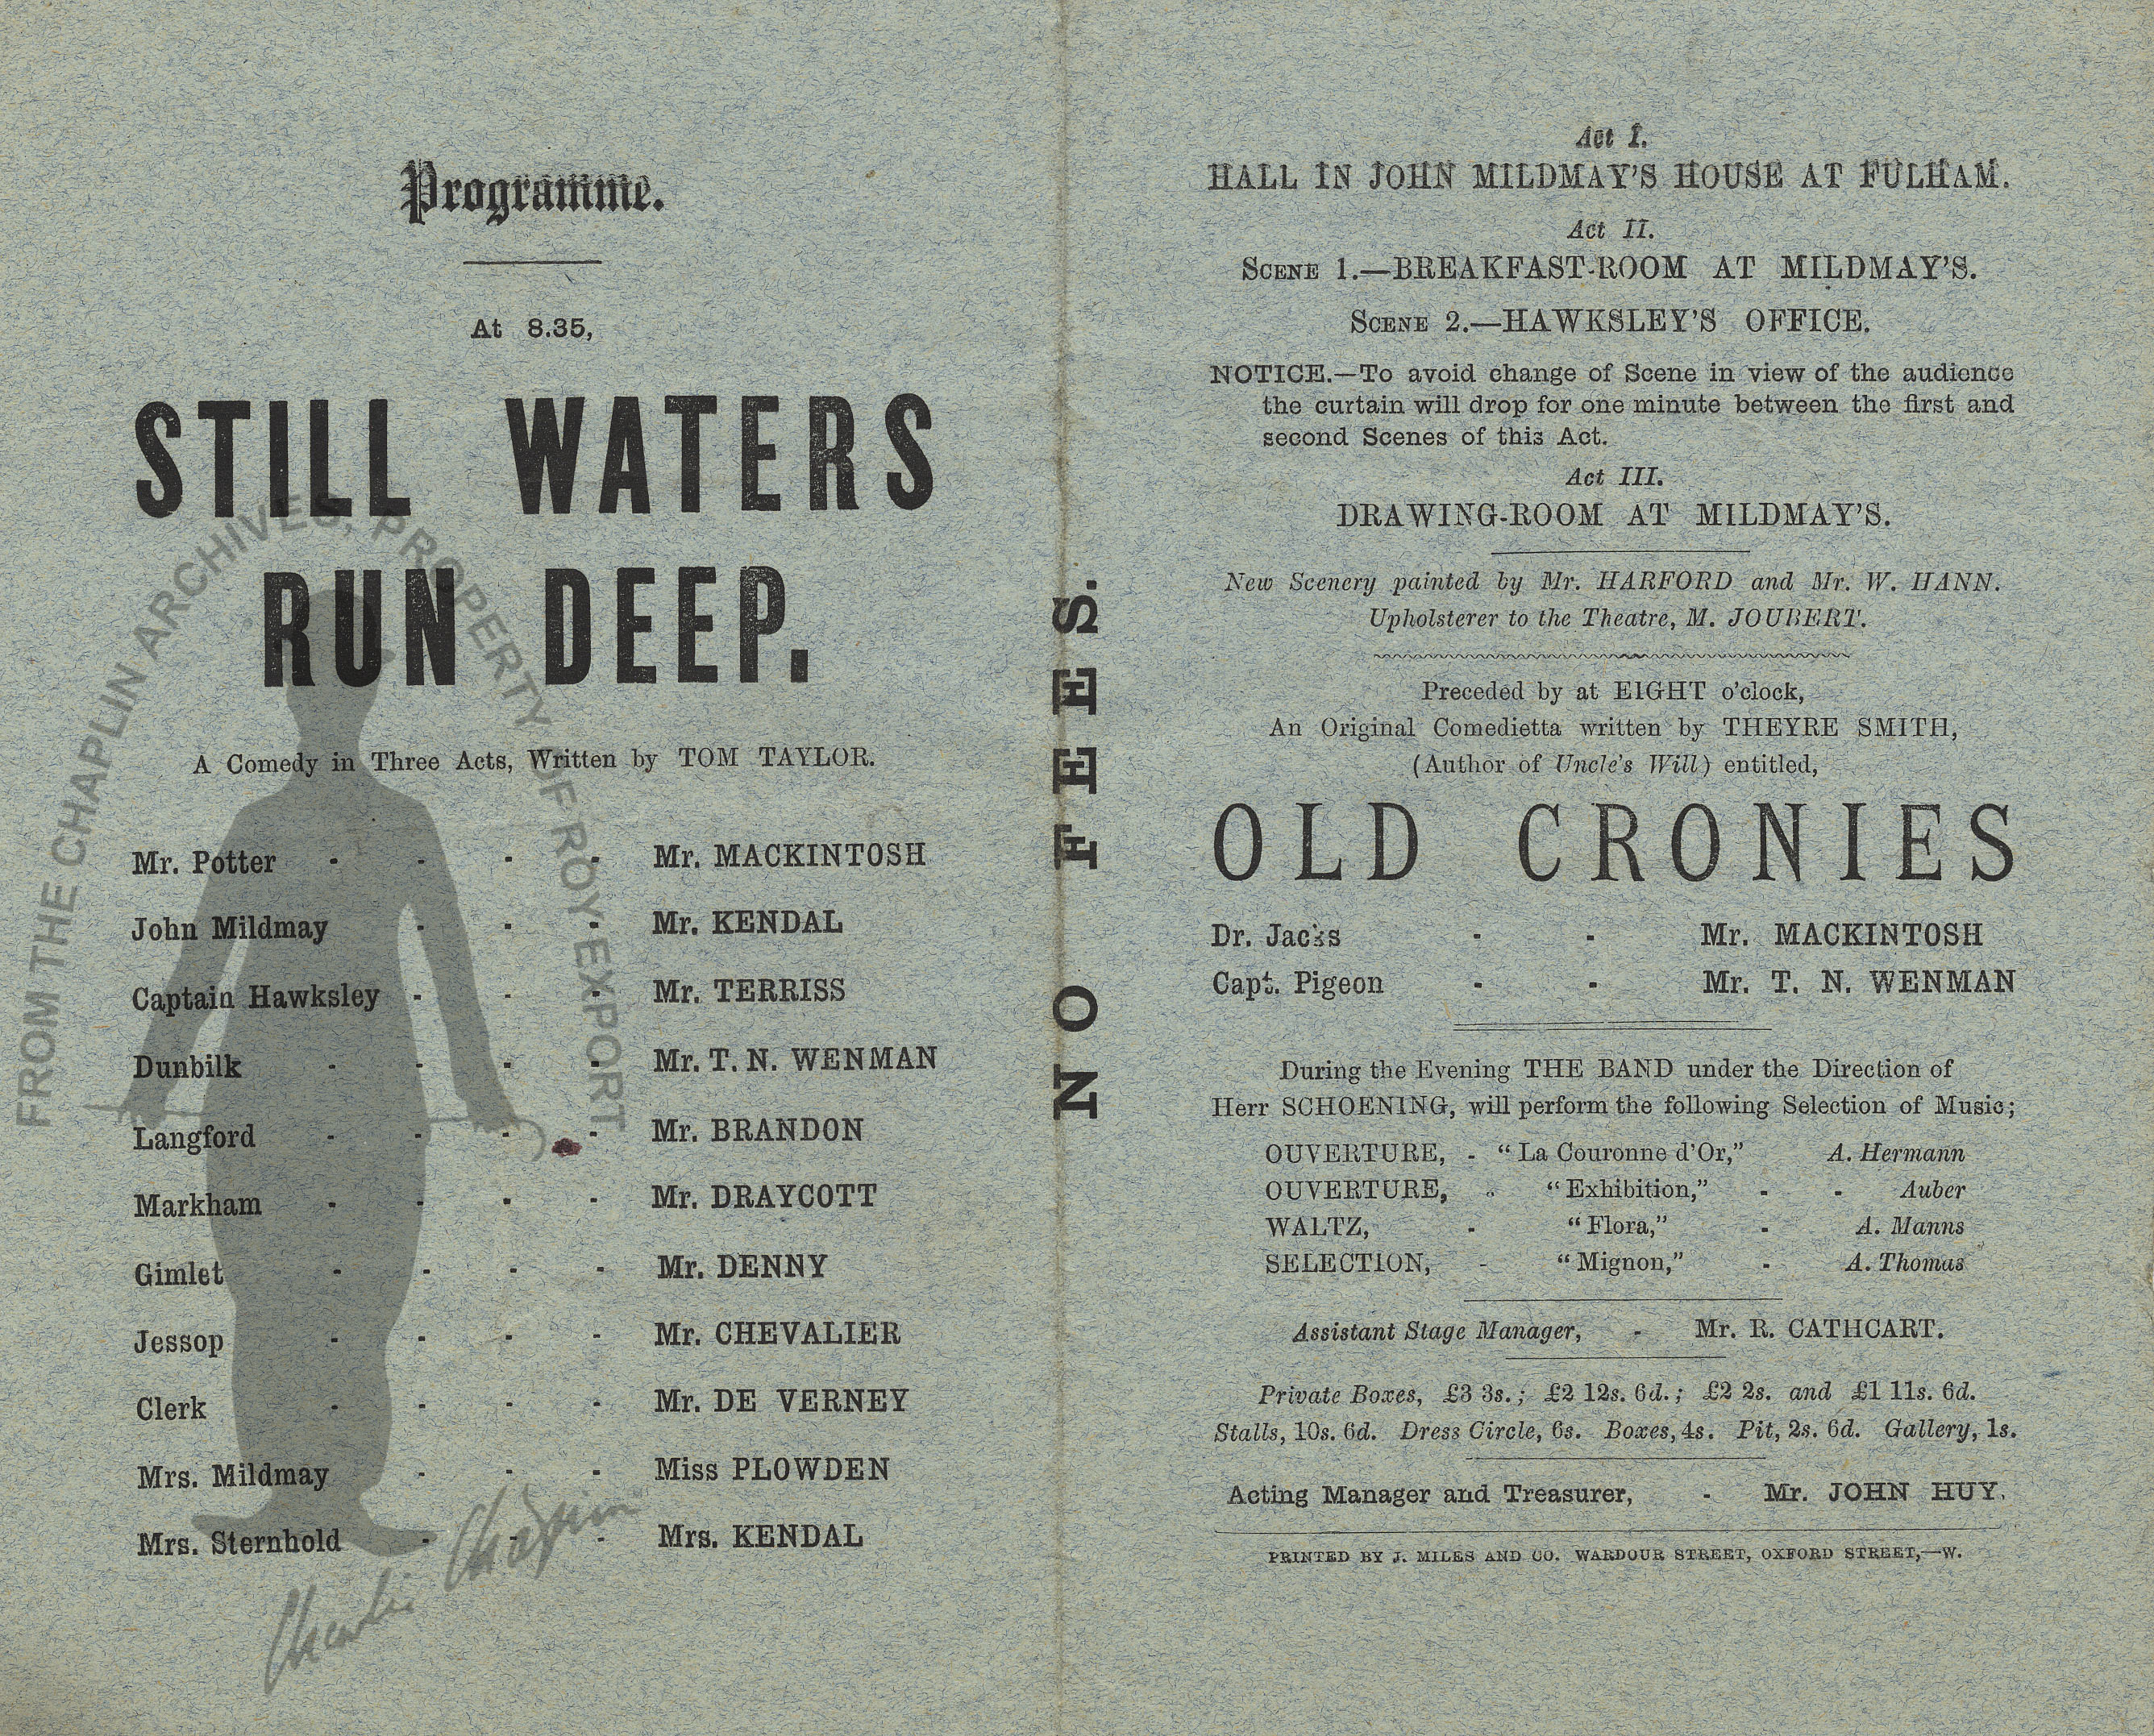 Programme.
At 8.35,
STILL WATERS
RUN DEEP.
A Comedy in Three Acts, Written by TOM TAYLOR.
Mr. Potter - - - - Mr. MACKINTOSH
John Mildmay - - - Mr. KENDAL
Captain Hawksley - - - Mr. TERRISS
Dunbilk - - - - Mr. T. N. WENMAN
Langford - - - - Mr. BRANDON
Markham - - - - Mr. DRAYCOTT
Gimlet - - - - Mr. DENNY
Jessop - - - - Mr. CHEVALIER
Clerk - - - - Mr. DE VERNEY
Mrs. Mildmay - - - Miss PLOWDEN
Mrs. Sternhold - - - Mrs. KENDAL
FROM THE CHAPLIN ARCHIVES, PROPERTY OF ROY EXPORT
Charlie Chaplin
NO FEES.
Act I.
HALL IN JOHN MILDMAY'S HOUSE AT FULHAM.
Act II.
SCENE 1.—BREAKFAST-ROOM AT MILDMAY'S.
SCENE 2.—HAWKSLEY'S OFFICE.
NOTICE.—To avoid change of Scene in view of the audience
the curtain will drop for one minute between the first and
second Scenes of this Act.
Act III.
DRAWING-ROOM AT MILDMAY'S.
New Scenery painted by Mr. HARFORD and Mr. W. HANN.
Upholsterer to the Theatre, M. JOUBERT.
Preceded by at EIGHT o'clock,
An Original Comedietta written by THEYRE SMITH,
(Author of Uncle's Will) entitled,
OLD CRONIES
Dr. Jacks - - Mr. MACKINTOSH
Capt. Pigeon - - Mr. T. N. WENMAN
During the Evening THE BAND under the Direction of
Herr SCHOENING, will perform the following Selection of Music;
OUVERTURE, - "La Couronne d'Or," A. Hermann
OUVERTURE, - "Exhibition," - - Auber
WALTZ, - "Flora," - A. Manns
SELECTION, - "Mignon," - A. Thomas
Assistant Stage Manager, - Mr. R. CATHCART.
Private Boxes, £3 3s.; £2 12s. 6d.; £2 2s. and £1 11s. 6d.
Stalls, 10s. 6d. Dress Circle, 6s. Boxes, 4s. Pit, 2s. 6d. Gallery, 1s.
Acting Manager and Treasurer, - Mr. JOHN HUY.
PRINTED BY J. MILES AND CO. WARDOUR STREET, OXFORD STREET,—W.